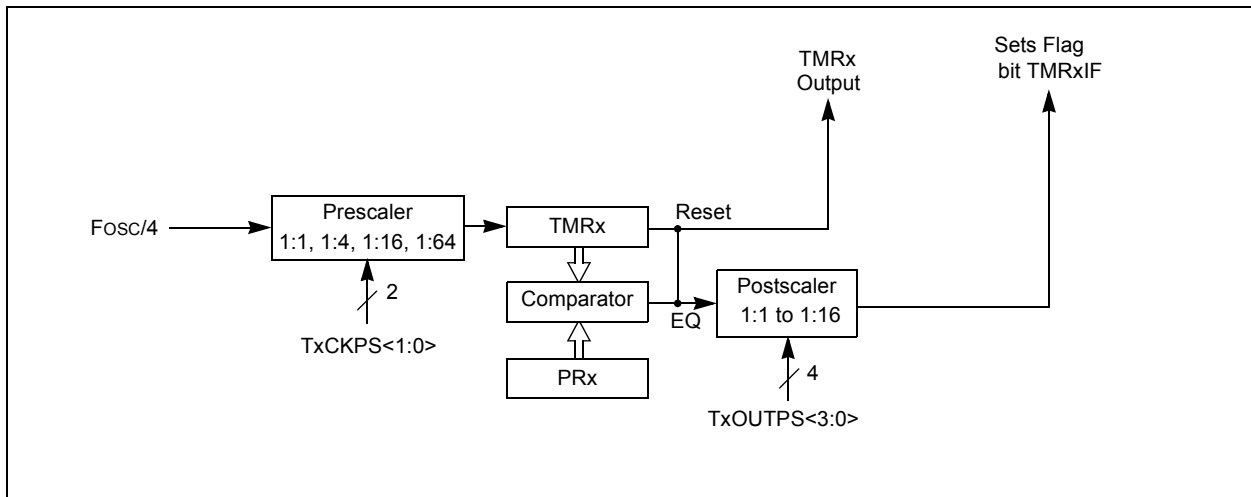 TMRx
Output
Sets Flag
bit TMRxIF
Fosc/4
Prescaler
1:1, 1:4, 1:16, 1:64
2
TxCKPS<1:0>
TMRx
Reset
Comparator
EQ
PRx
Postscaler
1:1 to 1:16
4
TxOUTPS<3:0>